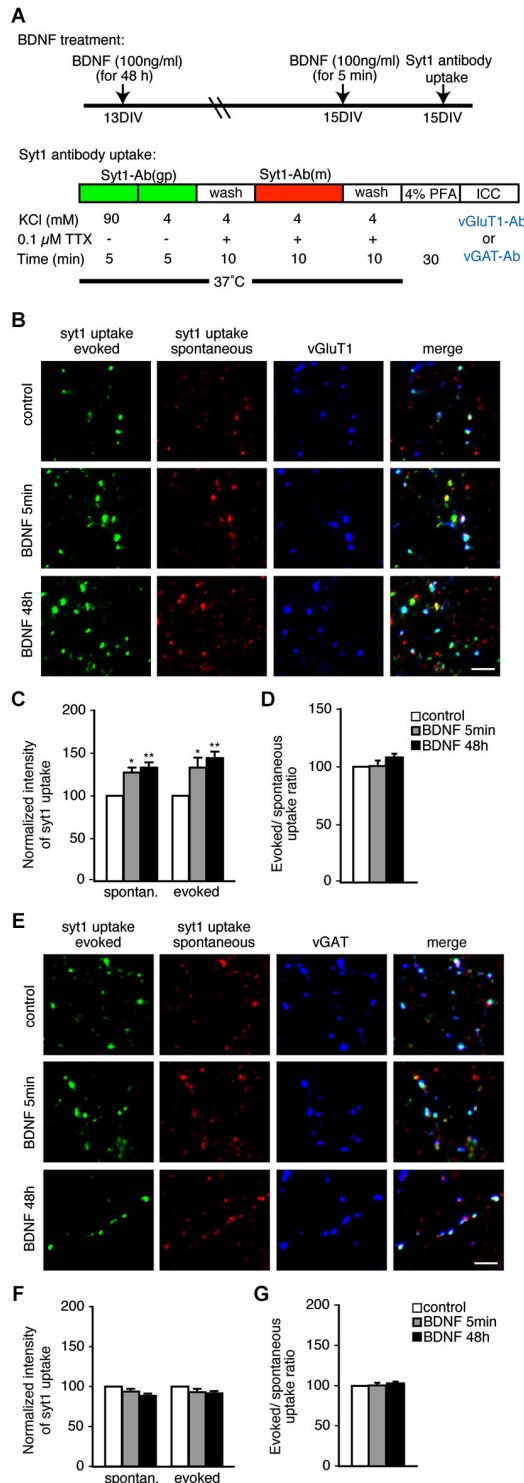 A
BDNF treatment:
BDNF (100ng/ml) BDNF (100ng/ml) Syt1 antibody
(for 48 h) (for 5 min) uptake
13DIV 15DIV 15DIV
Syt1 antibody uptake:
Syt1-Ab(gp) Syt1-Ab(m)
wash wash 4% PFA ICC
KCl (mM) 90 4 4 4 4 vGluT1-Ab
0.1 µM TTX - - + + + or
Time (min) 5 5 10 10 10 30 vGAT-Ab
37˚C
B
syt1 uptake syt1 uptake vGluT1 merge
evoked spontaneous
control
BDNF 5min
BDNF 48h
C
Normalized intensity
of syt1 uptake
200
150
100
50
0
* ** * **
spontan. evoked
D
Evoked/ spontaneous
uptake ratio
150
100
50
0
control
BDNF 5min
BDNF 48h
E
syt1 uptake syt1 uptake vGAT merge
evoked spontaneous
control
BDNF 5min
BDNF 48h
F
Normalized intensity
of syt1 uptake
200
150
100
50
0
spontan. evoked
G
Evoked/ spontaneous
uptake ratio
200
150
100
50
0
control
BDNF 5min
BDNF 48h